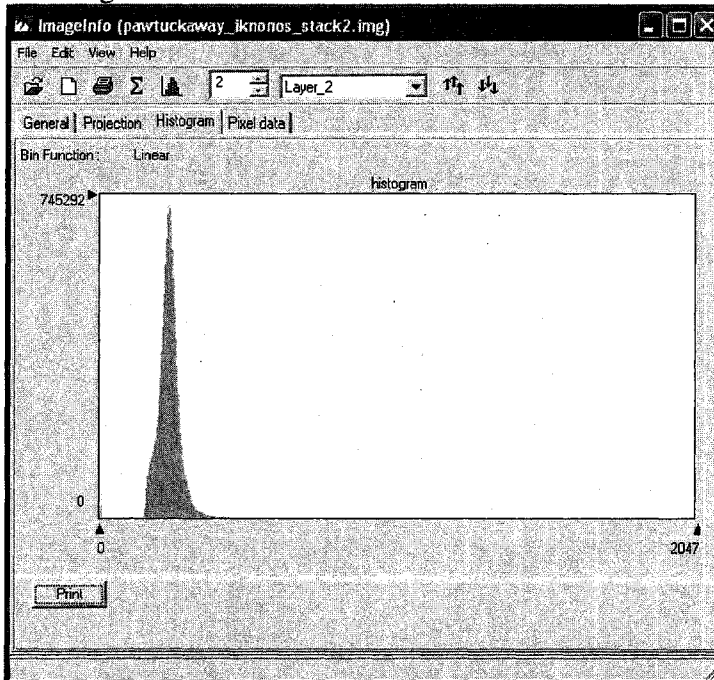 ImageInfo (pawtuckaway_iknonos_stack2.img)
File Edit View Help
Σ 2 Layer_2
General Projection Histogram Pixel data
Bin Function: Linear
histogram
745292
0
0 2047
Print